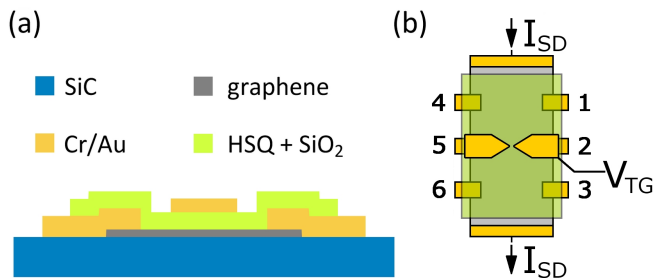 (a)
SiC
graphene
Cr/Au
HSQ + SiO₂
(b)
I_SD
4
1
5
2
6
3
V_TG
I_SD